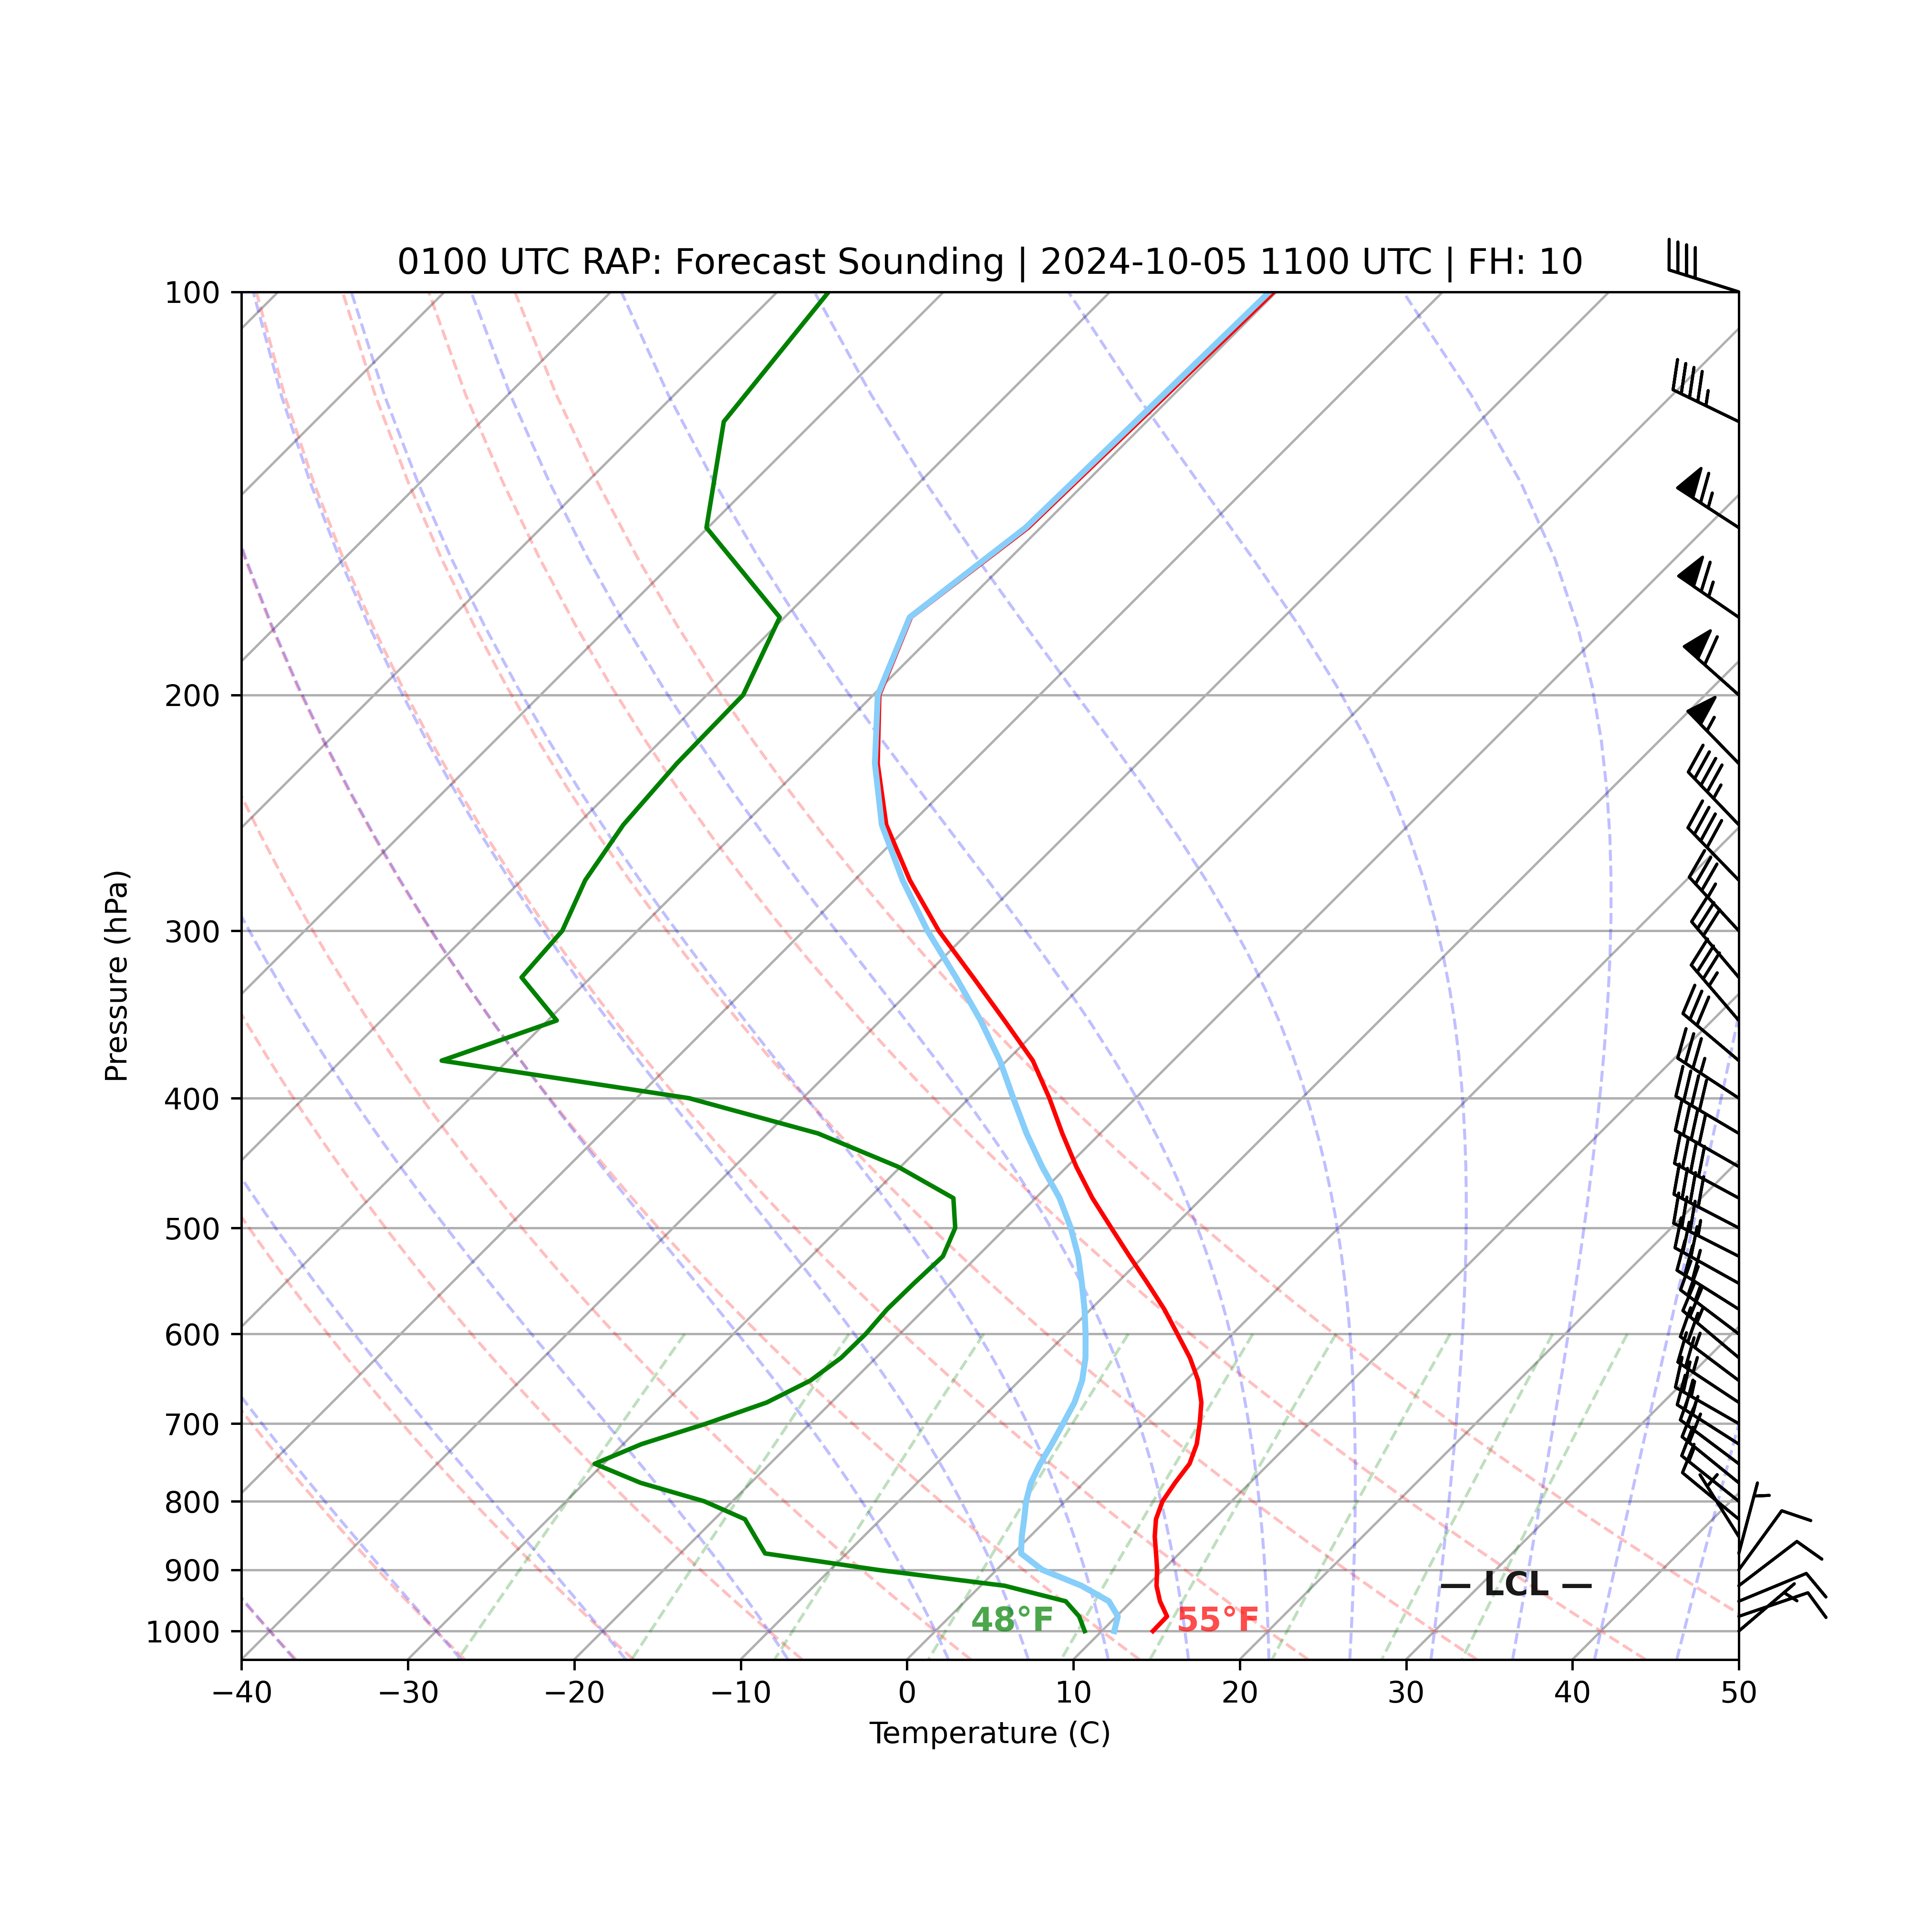 0100 UTC RAP: Forecast Sounding | 2024-10-05 1100 UTC | FH: 10
100
200
300
400
500
600
700
800
900
1000
Pressure (hPa)
— LCL —
48°F
55°F
−40 −30 −20 −10 0 10 20 30 40 50
Temperature (C)